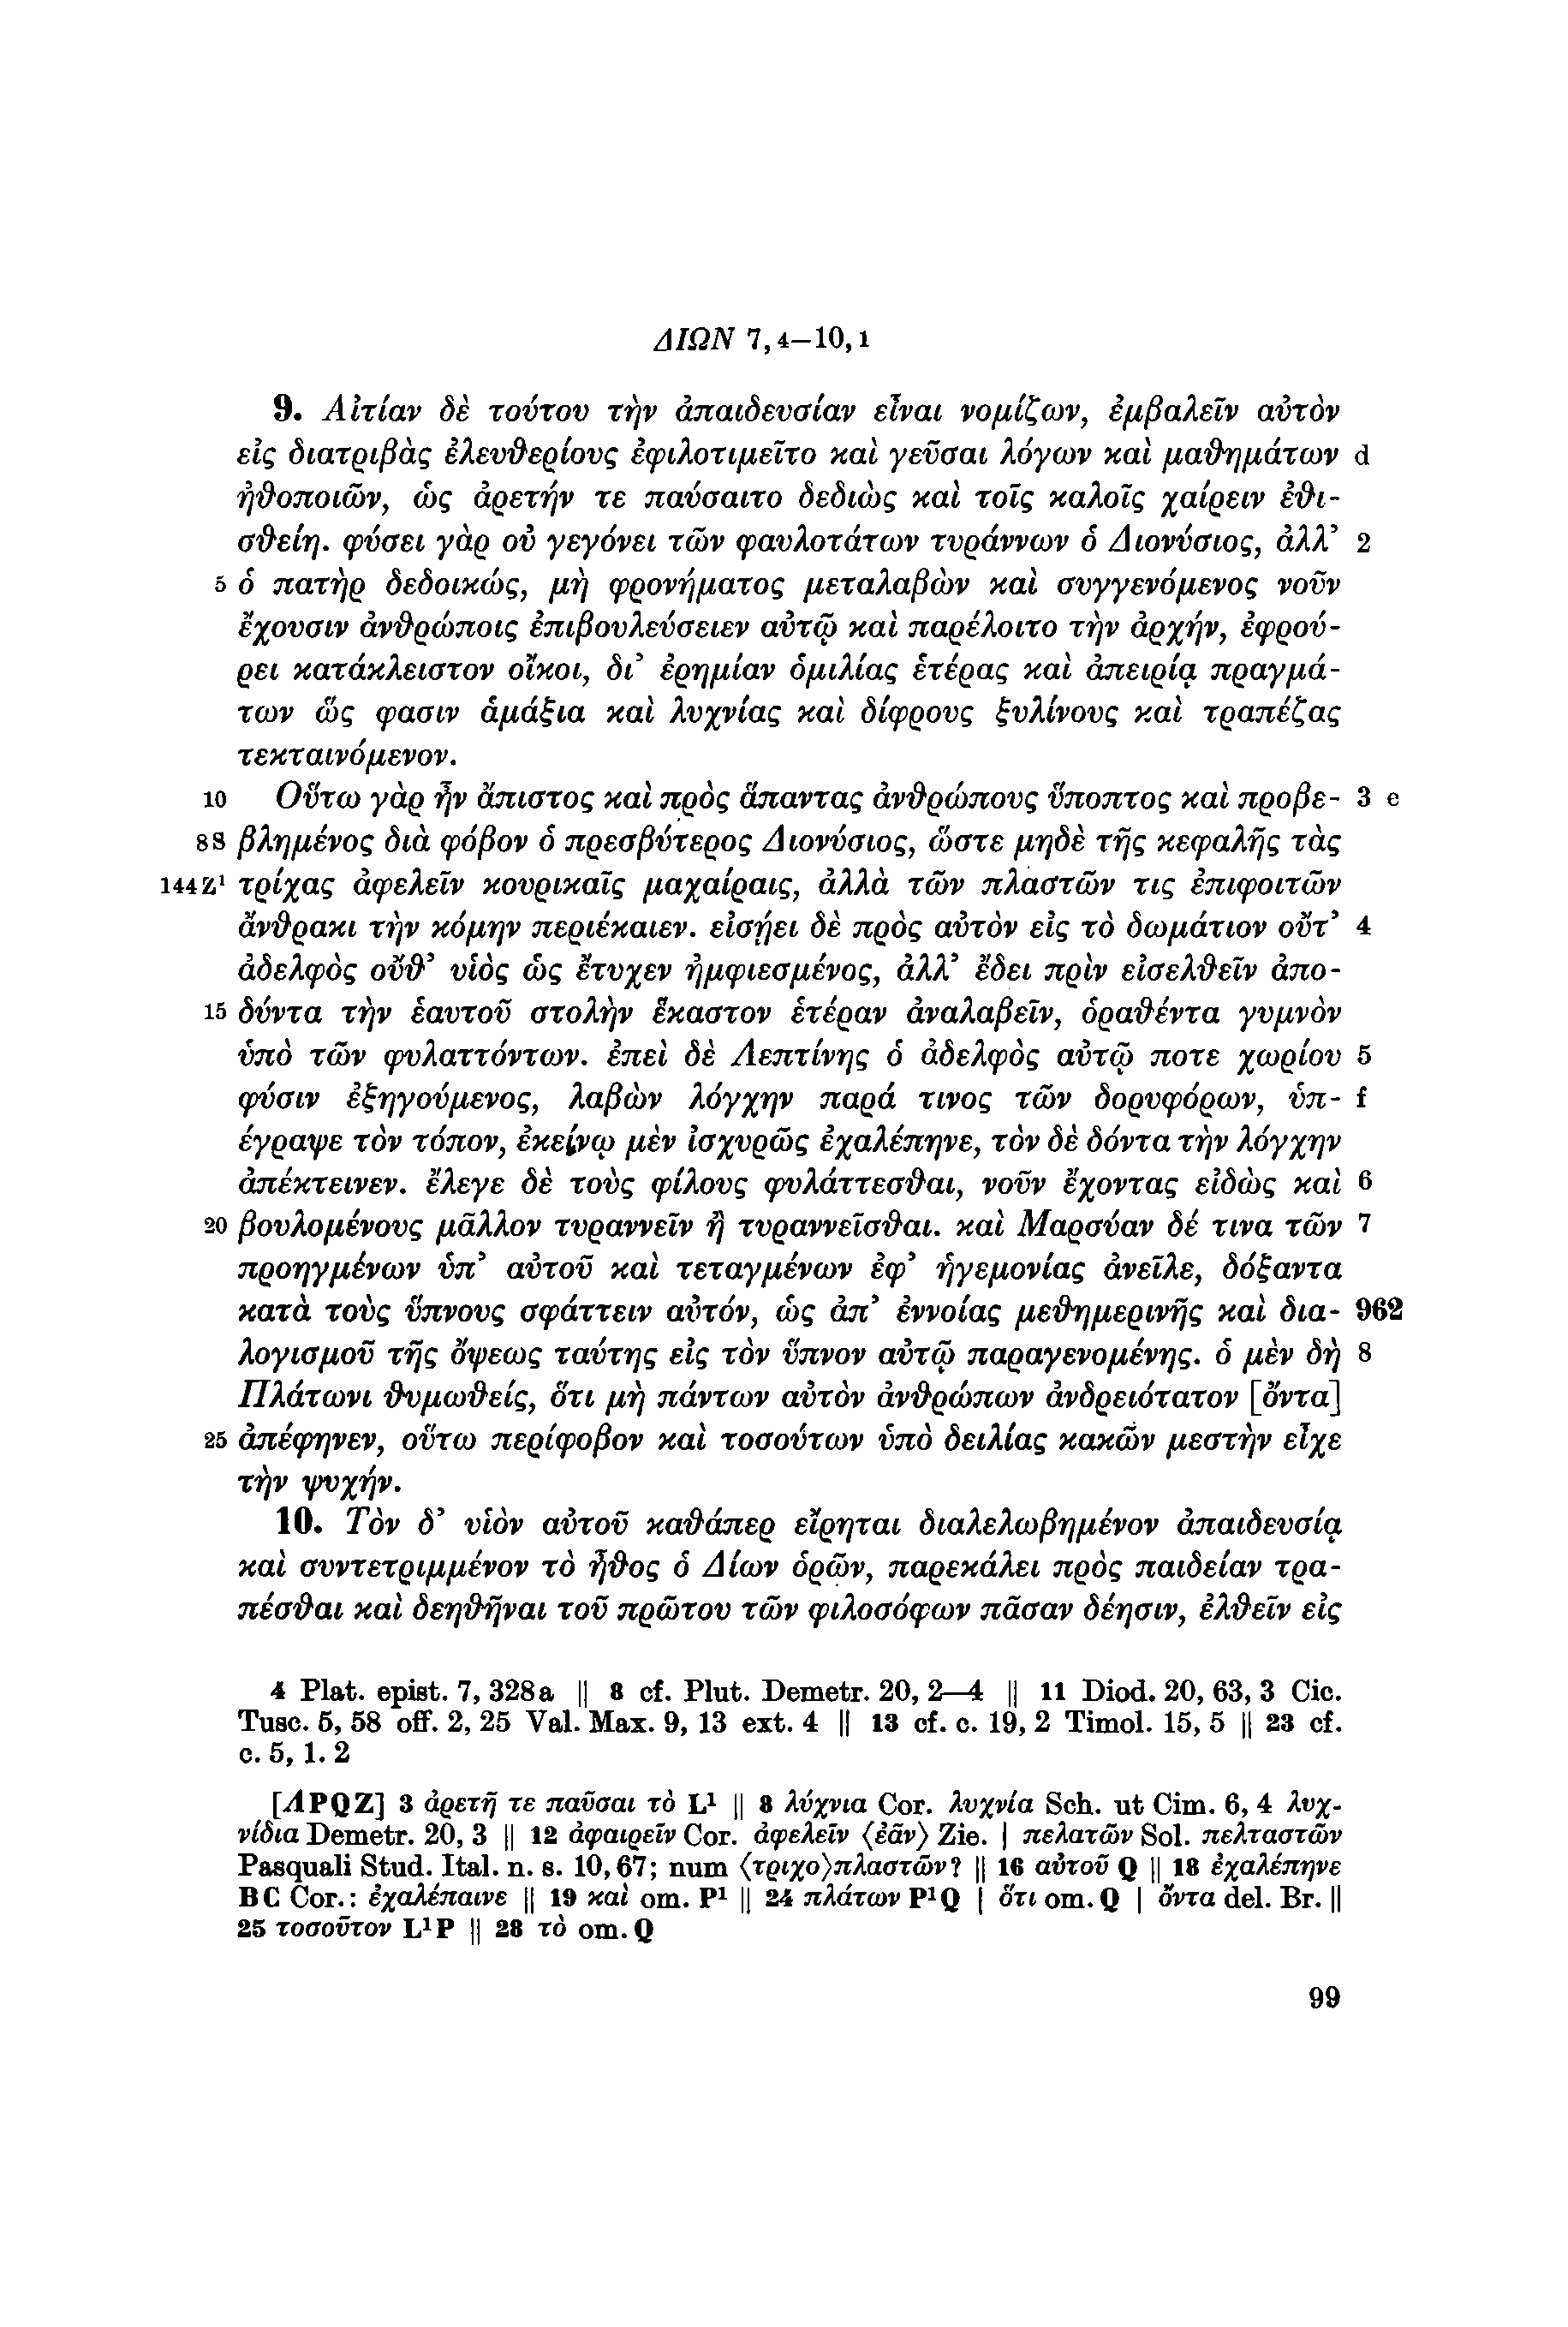 ΔΙΩΝ 7,4–10,1
9. Αἰτίαν δὲ τούτου τὴν ἀπαιδευσίαν εἶναι νομίζων, ἐμβαλεῖν αὐτὸν
εἰς διατριβὰς ἐλευθερίους ἐφιλοτιμεῖτο καὶ γεῦσαι λόγων καὶ μαθημάτων d
ἠθοποιῶν, ὡς ἀρετήν τε παύσαιτο δεδιὼς καὶ τοῖς καλοῖς χαίρειν ἐθι-
σθείη. φύσει γὰρ οὐ γεγόνει τῶν φαυλοτάτων τυράννων ὁ Διονύσιος, ἀλλ’ 2
5 ὁ πατὴρ δεδοικώς, μὴ φρονήματος μεταλαβὼν καὶ συγγενόμενος νοῦν
ἔχουσιν ἀνθρώποις ἐπιβουλεύσειεν αὐτῷ καὶ παρέλοιτο τὴν ἀρχήν, ἐφρού-
ρει κατάκλειστον οἴκοι, δι’ ἐρημίαν ὁμιλίας ἑτέρας καὶ ἀπειρίᾳ πραγμά-
των ὥς φασιν ἁμάξια καὶ λυχνίας καὶ δίφρους ξυλίνους καὶ τραπέζας
τεκταινόμενον.
10 Οὕτω γὰρ ἦν ἄπιστος καὶ πρὸς ἅπαντας ἀνθρώπους ὕποπτος καὶ προβε- 3 e
8S βλημένος διὰ φόβον ὁ πρεσβύτερος Διονύσιος, ὥστε μηδὲ τῆς κεφαλῆς τὰς
144Z¹ τρίχας ἀφελεῖν κουρικαῖς μαχαίραις, ἀλλὰ τῶν πλαστῶν τις ἐπιφοιτῶν
ἄνθρακι τὴν κόμην περιέκαιεν. εἰσῄει δὲ πρὸς αὐτὸν εἰς τὸ δωμάτιον οὔτ’ 4
ἀδελφὸς οὔθ’ υἱὸς ὡς ἔτυχεν ἠμφιεσμένος, ἀλλ’ ἔδει πρὶν εἰσελθεῖν ἀπο-
15 δύντα τὴν ἑαυτοῦ στολὴν ἕκαστον ἑτέραν ἀναλαβεῖν, ὁραθέντα γυμνὸν
ὑπὸ τῶν φυλαττόντων. ἐπεὶ δὲ Λεπτίνης ὁ ἀδελφὸς αὐτῷ ποτε χωρίου 5
φύσιν ἐξηγούμενος, λαβὼν λόγχην παρά τινος τῶν δορυφόρων, ὑπ- f
έγραψε τὸν τόπον, ἐκείνῳ μὲν ἰσχυρῶς ἐχαλέπηνε, τὸν δὲ δόντα τὴν λόγχην
ἀπέκτεινεν. ἔλεγε δὲ τοὺς φίλους φυλάττεσθαι, νοῦν ἔχοντας εἰδὼς καὶ 6
20 βουλομένους μᾶλλον τυραννεῖν ἢ τυραννεῖσθαι. καὶ Μαρσύαν δέ τινα τῶν 7
προηγμένων ὑπ’ αὐτοῦ καὶ τεταγμένων ἐφ’ ἡγεμονίας ἀνεῖλε, δόξαντα
κατὰ τοὺς ὕπνους σφάττειν αὐτόν, ὡς ἀπ’ ἐννοίας μεθημερινῆς καὶ δια- 962
λογισμοῦ τῆς ὄψεως ταύτης εἰς τὸν ὕπνον αὐτῷ παραγενομένης. ὁ μὲν δὴ 8
Πλάτωνι θυμωθείς, ὅτι μὴ πάντων αὐτὸν ἀνθρώπων ἀνδρειότατον [ὄντα]
25 ἀπέφηνεν, οὕτω περίφοβον καὶ τοσούτων ὑπὸ δειλίας κακῶν μεστὴν εἶχε
τὴν ψυχήν.
10. Τὸν δ’ υἱὸν αὐτοῦ καθάπερ εἴρηται διαλελωβημένον ἀπαιδευσίᾳ
καὶ συντετριμμένον τὸ ἦθος ὁ Δίων ὁρῶν, παρεκάλει πρὸς παιδείαν τρα-
πέσθαι καὶ δεηθῆναι τοῦ πρώτου τῶν φιλοσόφων πᾶσαν δέησιν, ἐλθεῖν εἰς
4 Plat. epist. 7, 328a || 8 cf. Plut. Demetr. 20, 2—4 || 11 Diod. 20, 63, 3 Cic.
Tusc. 5, 58 off. 2, 25 Val. Max. 9, 13 ext. 4 || 13 cf. c. 19, 2 Timol. 15, 5 || 23 cf.
c. 5, 1. 2
[ΛPQZ] 3 ἀρετῇ τε παῦσαι τὸ L¹ || 8 λύχνια Cor. λυχνία Sch. ut Cim. 6, 4 λυχ-
νίδια Demetr. 20, 3 || 12 ἀφαιρεῖν Cor. ἀφελεῖν ⟨ἐᾶν⟩ Zie. | πελατῶν Sol. πελταστῶν
Pasquali Stud. Ital. n. s. 10, 67; num ⟨τριχο⟩πλαστῶν? || 16 αὐτοῦ Q || 18 ἐχαλέπηνε
BC Cor.: ἐχαλέπαινε || 19 καὶ om. P¹ || 24 πλάτων P¹Q | ὅτι om. Q | ὄντα del. Br. ||
25 τοσοῦτον L¹P || 28 τὸ om. Q
99